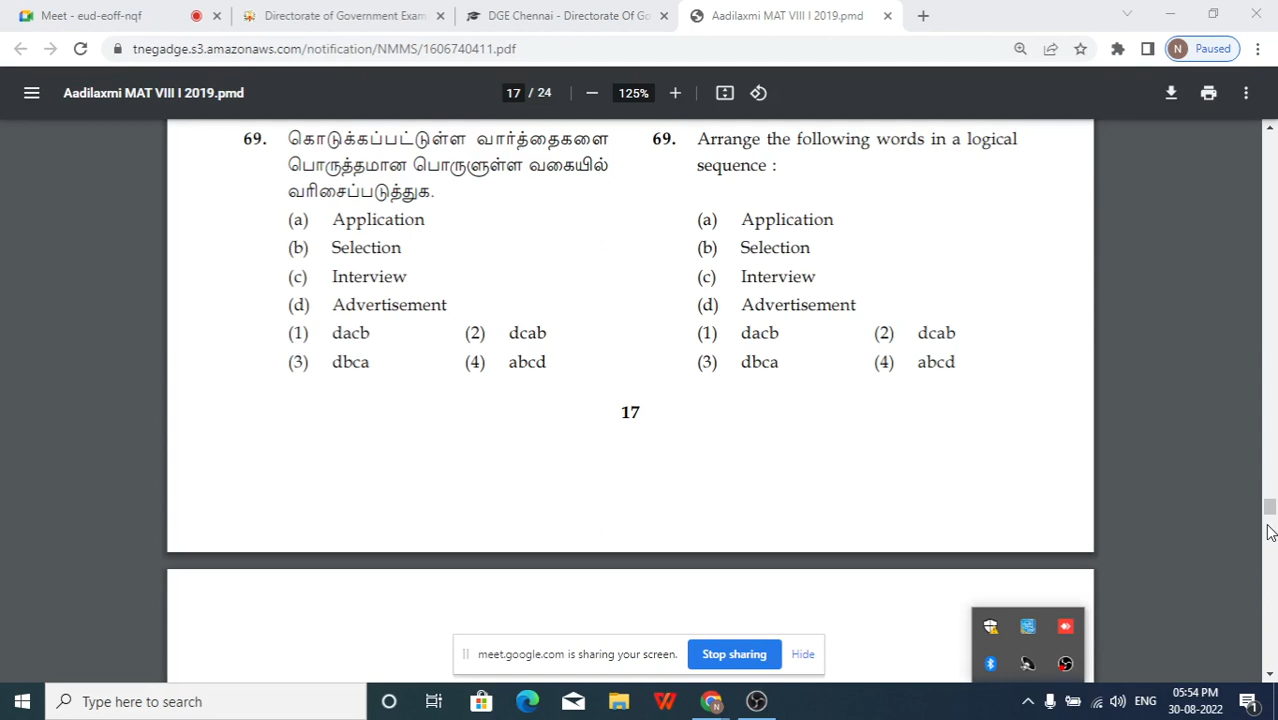 Meet - eud-eoff-nqf
Directorate of Government Exam
DGE Chennai - Directorate Of Go
Aadilaxmi MAT VIII I 2019.pmd
tnegadge.s3.amazonaws.com/notification/NMMS/1606740411.pdf
N Paused
Aadilaxmi MAT VIII I 2019.pmd
17 / 24
125%
69. கொடுக்கப்பட்டுள்ள வார்த்தைகளை
பொருத்தமான பொருளுள்ள வகையில்
வரிசைப்படுத்துக.
(a) Application
(b) Selection
(c) Interview
(d) Advertisement
(1) dacb (2) dcab
(3) dbca (4) abcd
69. Arrange the following words in a logical
sequence :
(a) Application
(b) Selection
(c) Interview
(d) Advertisement
(1) dacb (2) dcab
(3) dbca (4) abcd
17
meet.google.com is sharing your screen.
Stop sharing
Hide
Type here to search
ENG
05:54 PM
30-08-2022
1